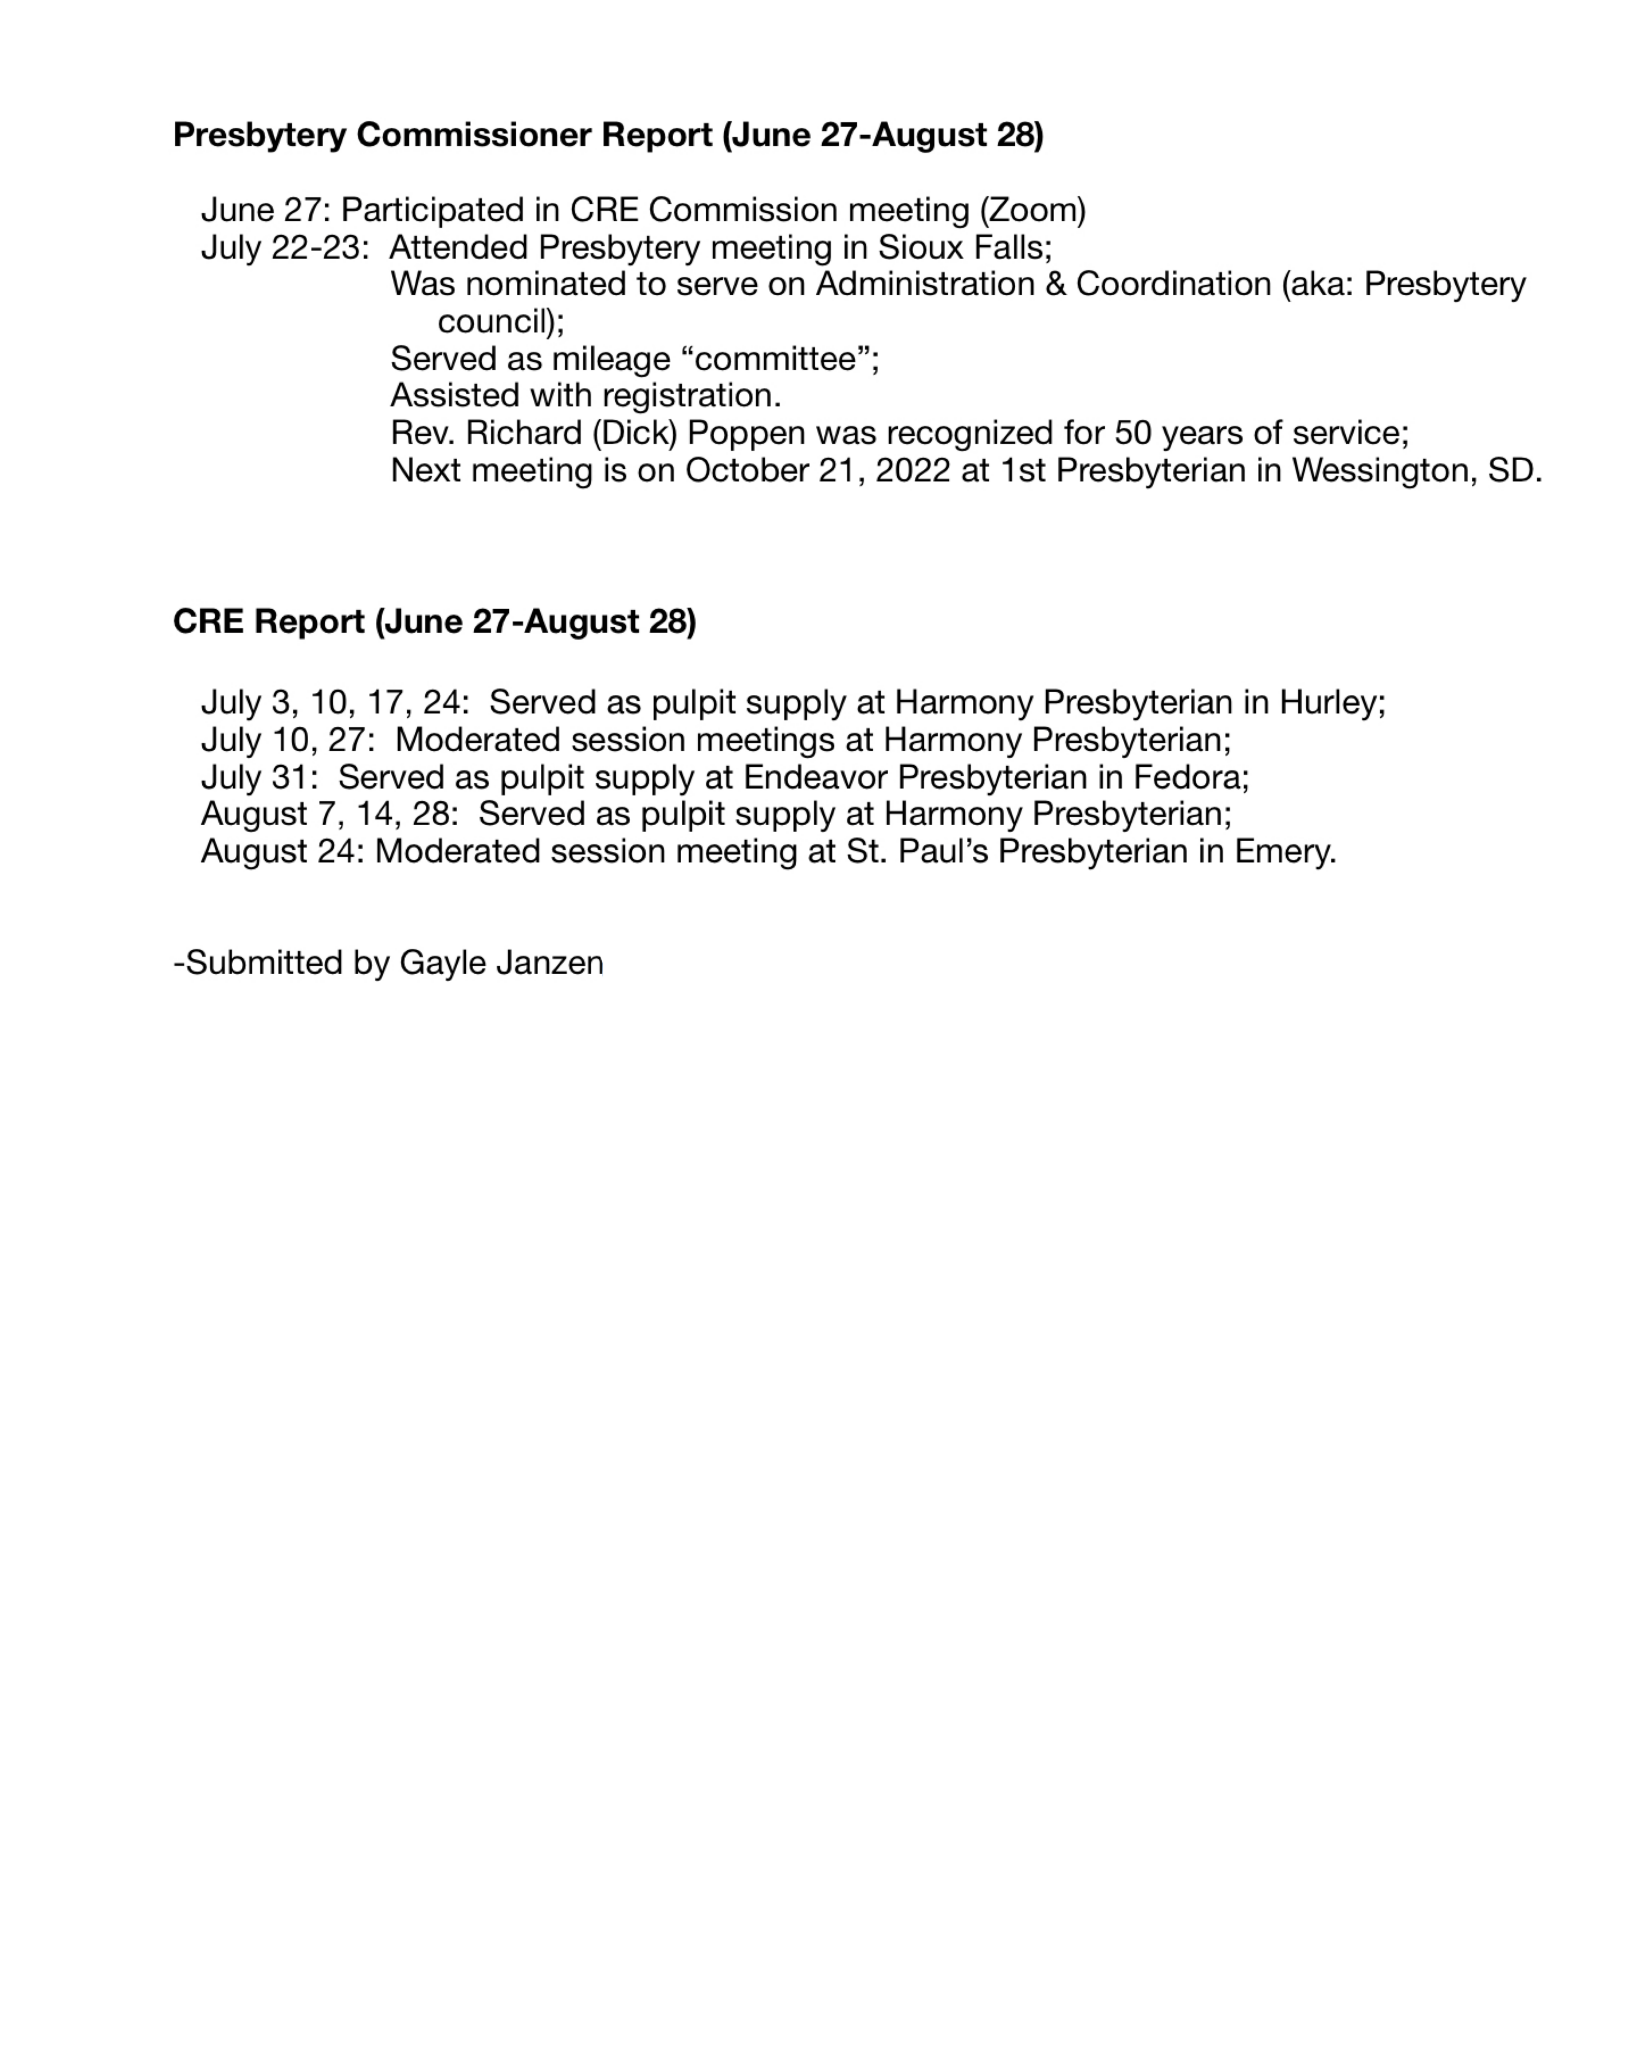 Presbytery Commissioner Report (June 27-August 28)
June 27: Participated in CRE Commission meeting (Zoom)
July 22-23:  Attended Presbytery meeting in Sioux Falls;
Was nominated to serve on Administration & Coordination (aka: Presbytery
council);
Served as mileage “committee”;
Assisted with registration.
Rev. Richard (Dick) Poppen was recognized for 50 years of service;
Next meeting is on October 21, 2022 at 1st Presbyterian in Wessington, SD.
CRE Report (June 27-August 28)
July 3, 10, 17, 24:  Served as pulpit supply at Harmony Presbyterian in Hurley;
July 10, 27:  Moderated session meetings at Harmony Presbyterian;
July 31:  Served as pulpit supply at Endeavor Presbyterian in Fedora;
August 7, 14, 28:  Served as pulpit supply at Harmony Presbyterian;
August 24: Moderated session meeting at St. Paul’s Presbyterian in Emery.
-Submitted by Gayle Janzen